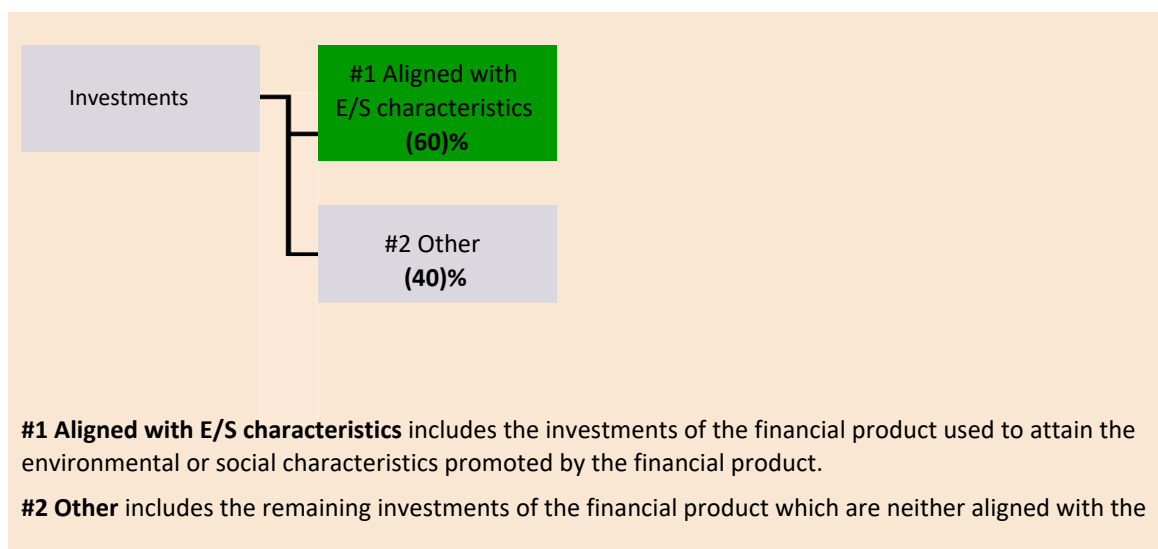 Investments
#1 Aligned with
E/S characteristics
(60)%
#2 Other
(40)%
#1 Aligned with E/S characteristics includes the investments of the financial product used to attain the
environmental or social characteristics promoted by the financial product.
#2 Other includes the remaining investments of the financial product which are neither aligned with the